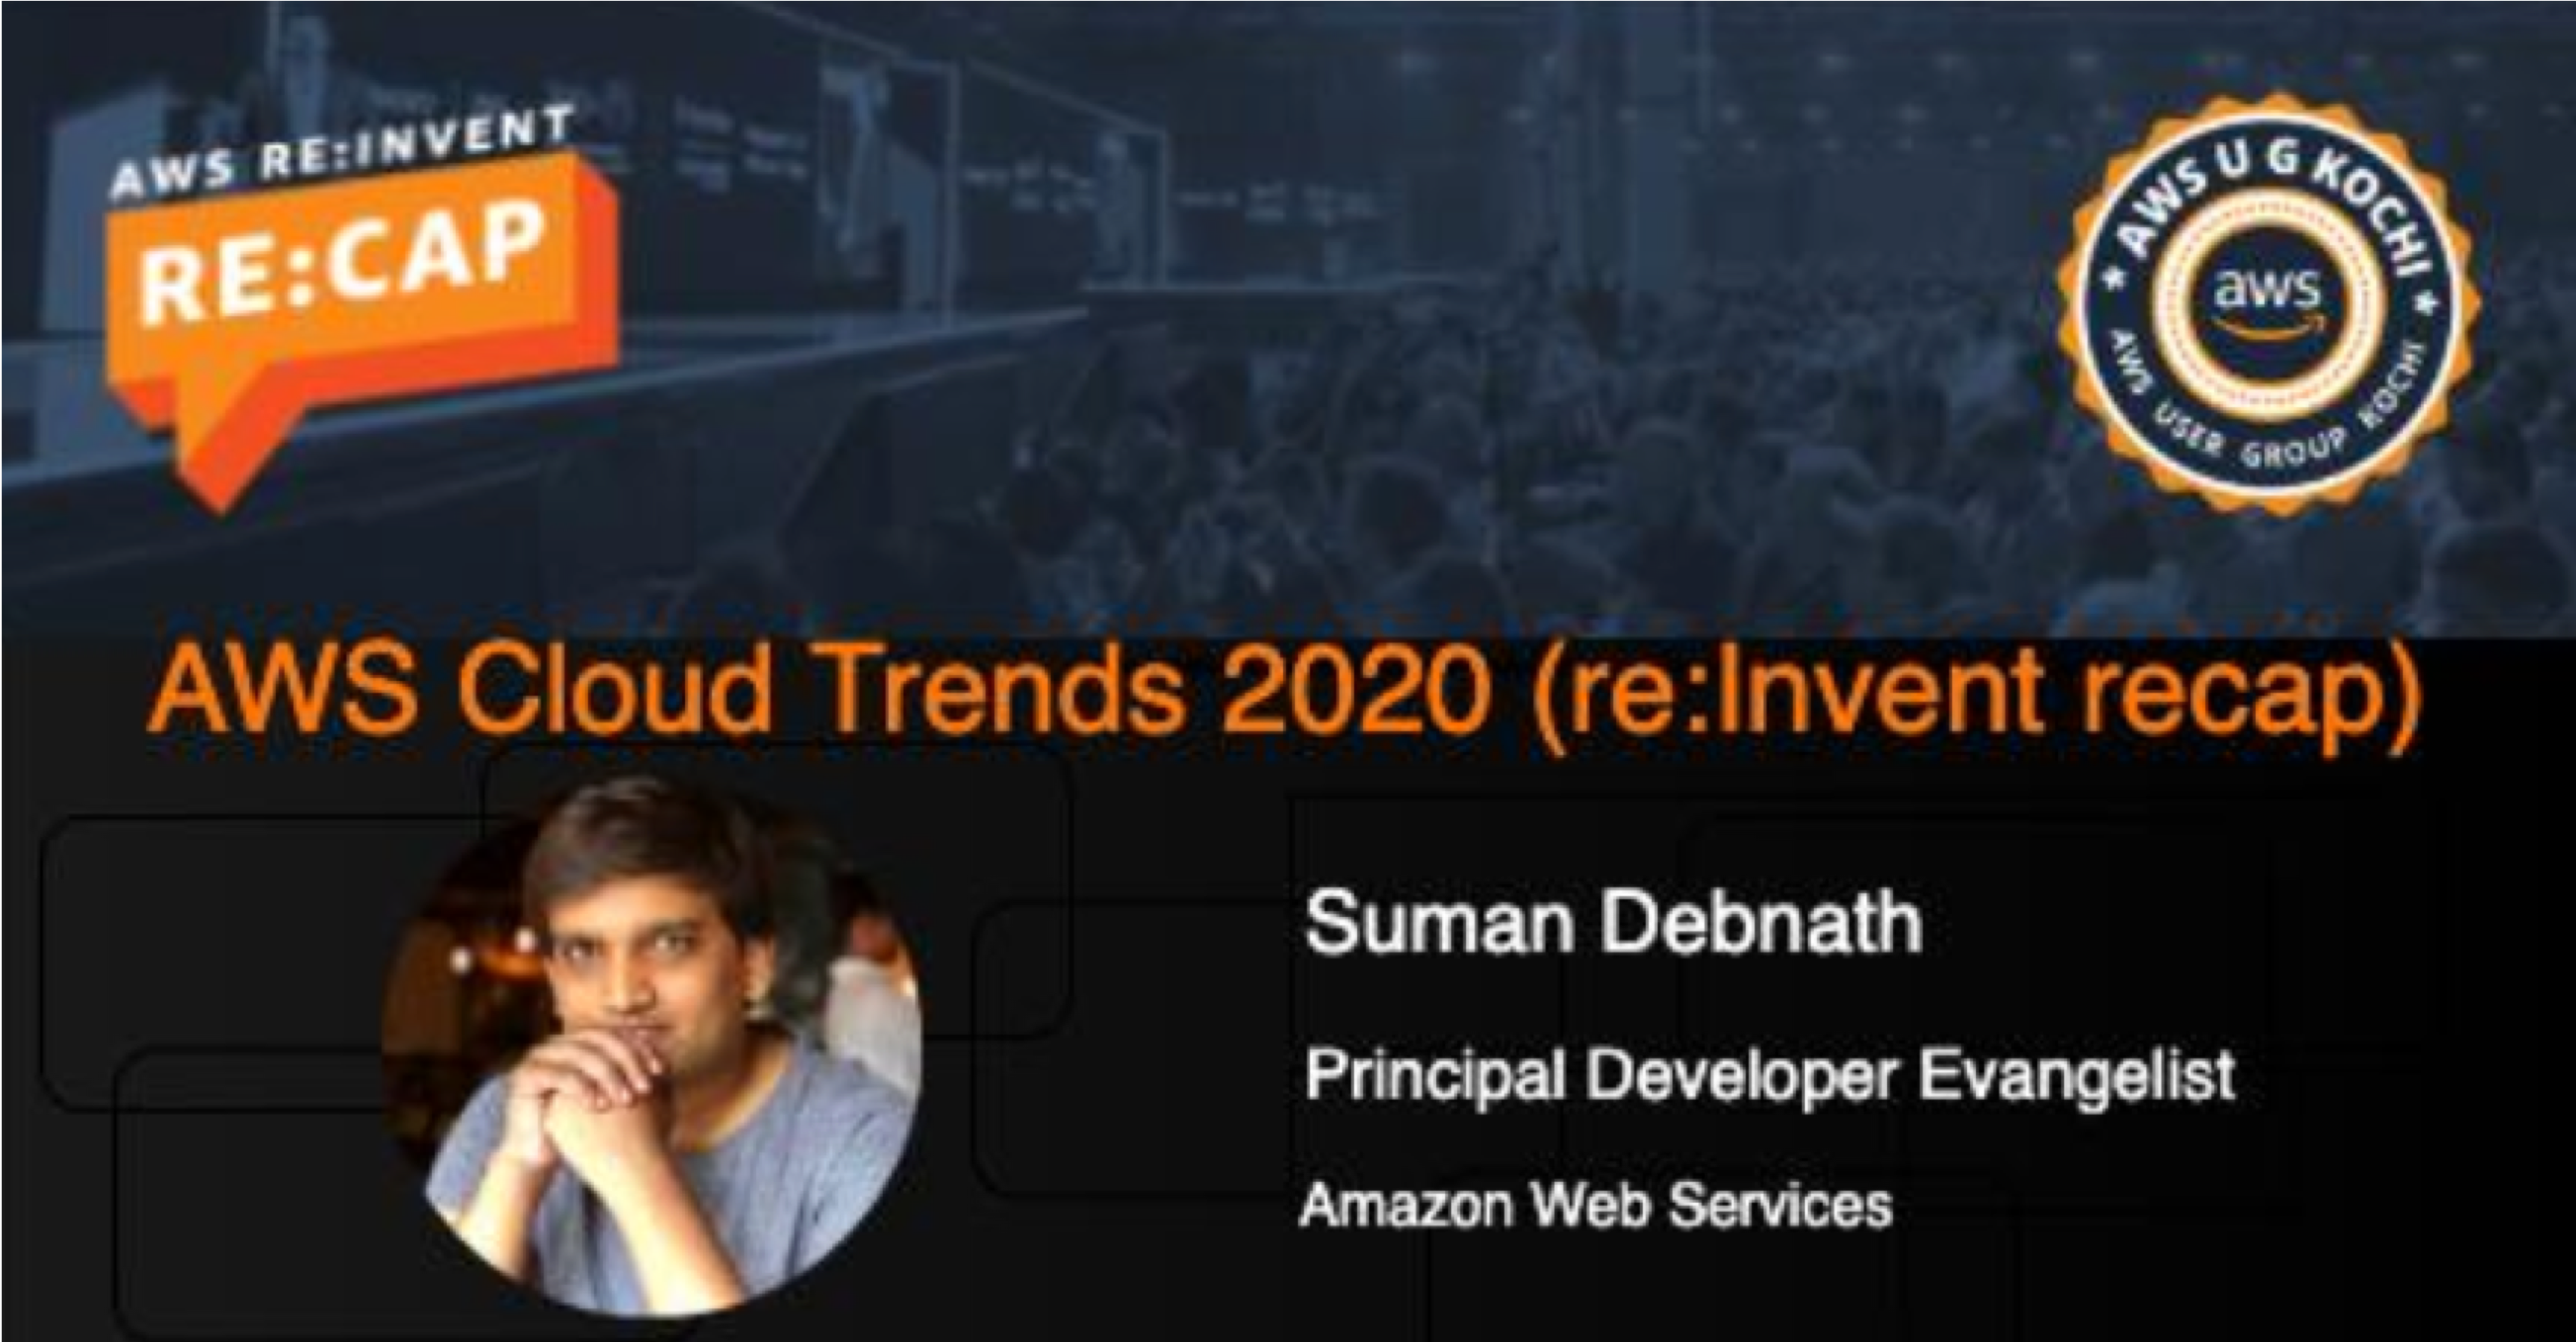 AWS RE:INVENT
RE:CAP
AWS U G KOCHI
aws
AWS USER GROUP KOCHI
AWS Cloud Trends 2020 (re:Invent recap)
Suman Debnath
Principal Developer Evangelist
Amazon Web Services